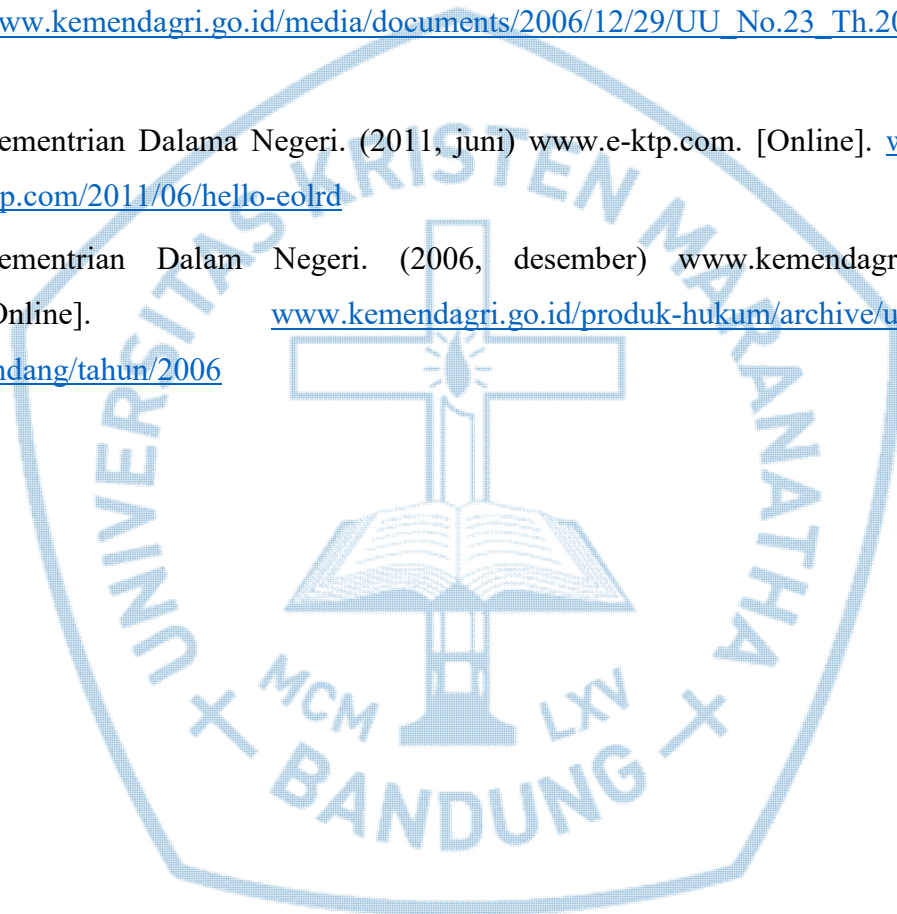 ww.kemendagri.go.id/media/documents/2006/12/29/UU_No.23_Th.20
ementrian Dalama Negeri. (2011, juni) www.e-ktp.com. [Online]. w
p.com/2011/06/hello-eolrd
ementrian Dalam Negeri. (2006, desember) www.kemendagr
Online]. www.kemendagri.go.id/produk-hukum/archive/u
ndang/tahun/2006
UNIVERSITAS KRISTEN MARANATHA
MCM LXV
BANDUNG